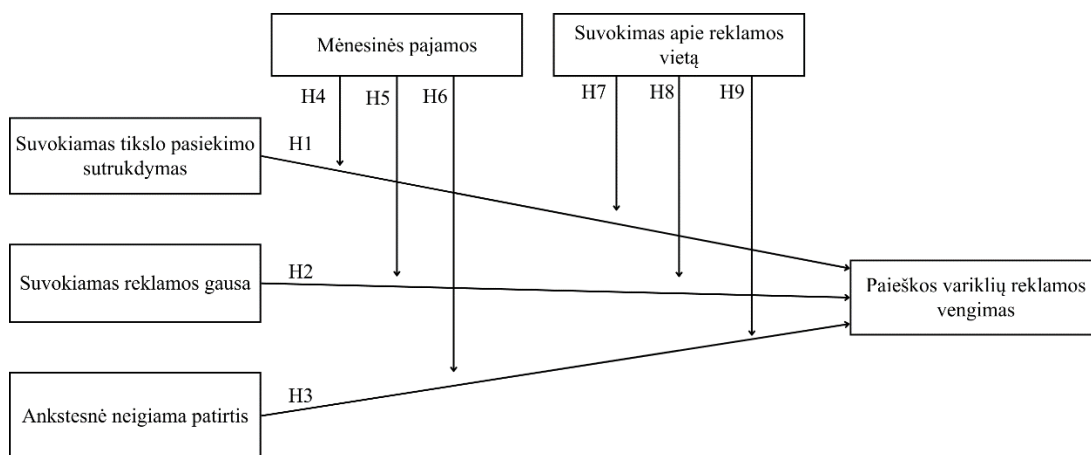 Mėnesinės pajamos
Suvokimas apie reklamos
vietą
H4
H5
H6
H7
H8
H9
Suvokiamas tikslo pasiekimo
sutrukdymas
H1
Suvokiamas reklamos gausa
H2
Paieškos variklių reklamos
vengimas
Ankstesnė neigiama patirtis
H3